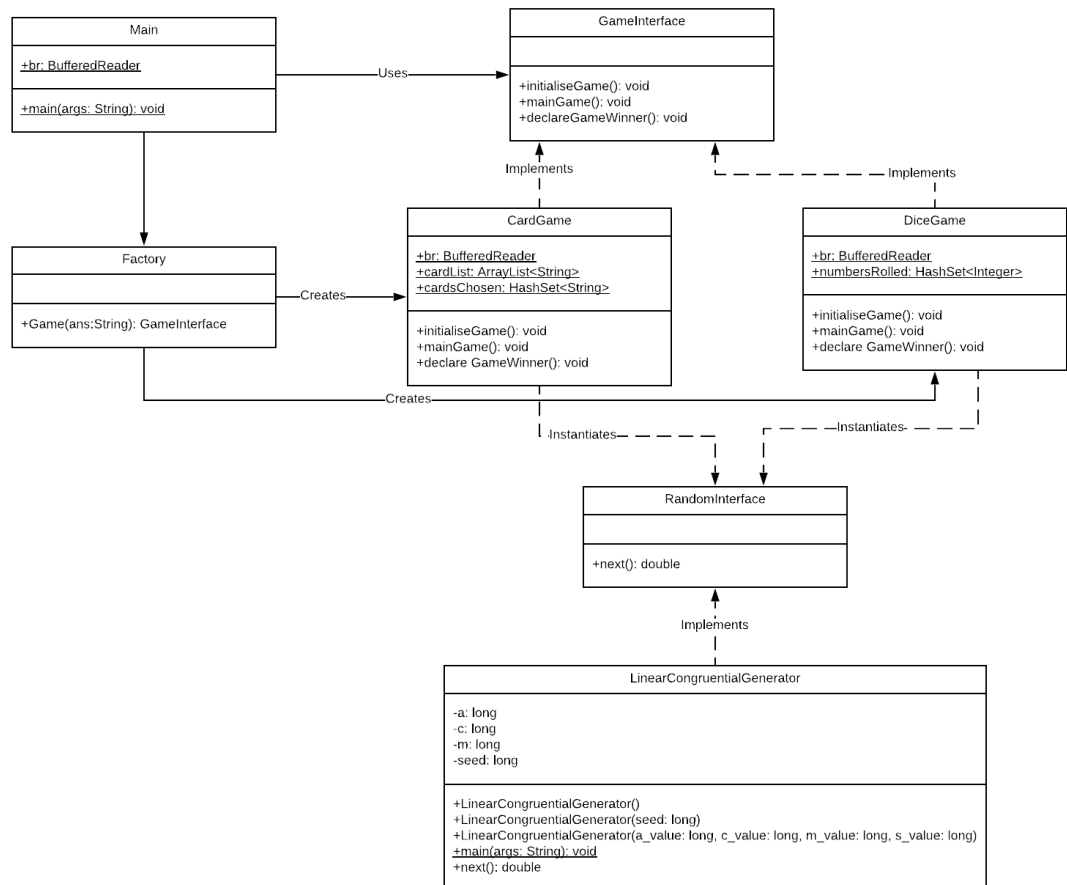 Main
+br: BufferedReader
+main(args: String): void
Uses
GameInterface
+initialiseGame(): void
+mainGame(): void
+declareGameWinner(): void
Implements
Implements
Factory
+Game(ans:String): GameInterface
Creates
Creates
CardGame
+br: BufferedReader
+cardList: ArrayList<String>
+cardsChosen: HashSet<String>
+initialiseGame(): void
+mainGame(): void
+declare GameWinner(): void
DiceGame
+br: BufferedReader
+numbersRolled: HashSet<Integer>
+initialiseGame(): void
+mainGame(): void
+declare GameWinner(): void
Instantiates
Instantiates
RandomInterface
+next(): double
Implements
LinearCongruentialGenerator
-a: long
-c: long
-m: long
-seed: long
+LinearCongruentialGenerator()
+LinearCongruentialGenerator(seed: long)
+LinearCongruentialGenerator(a_value: long, c_value: long, m_value: long, s_value: long)
+main(args: String): void
+next(): double